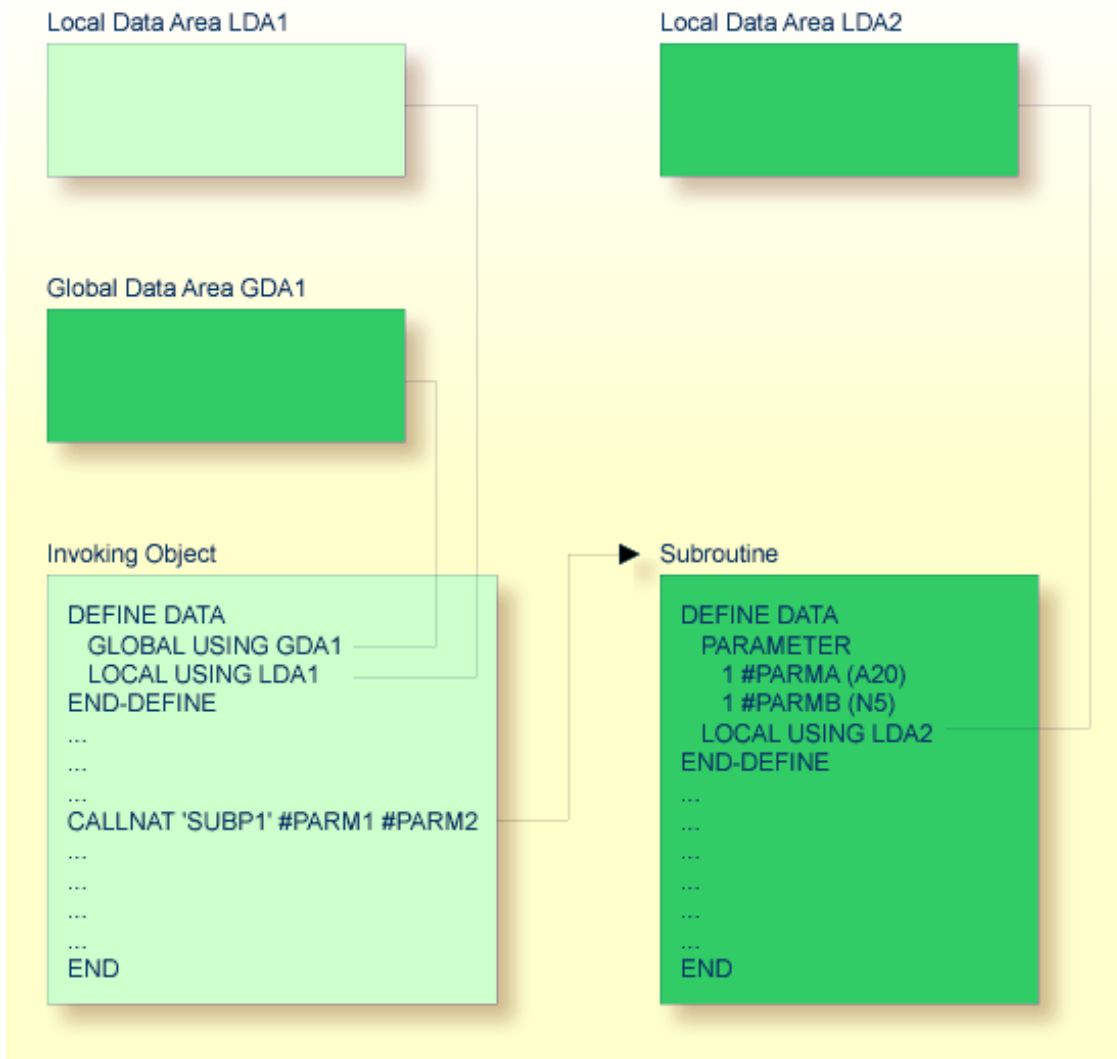 Local Data Area LDA1
Local Data Area LDA2
Global Data Area GDA1
Invoking Object
DEFINE DATA
GLOBAL USING GDA1
LOCAL USING LDA1
END-DEFINE
...
...
...
CALLNAT 'SUBP1' #PARM1 #PARM2
...
...
...
...
END
Subroutine
DEFINE DATA
PARAMETER
1 #PARMA (A20)
1 #PARMB (N5)
LOCAL USING LDA2
END-DEFINE
...
...
...
...
...
...
END